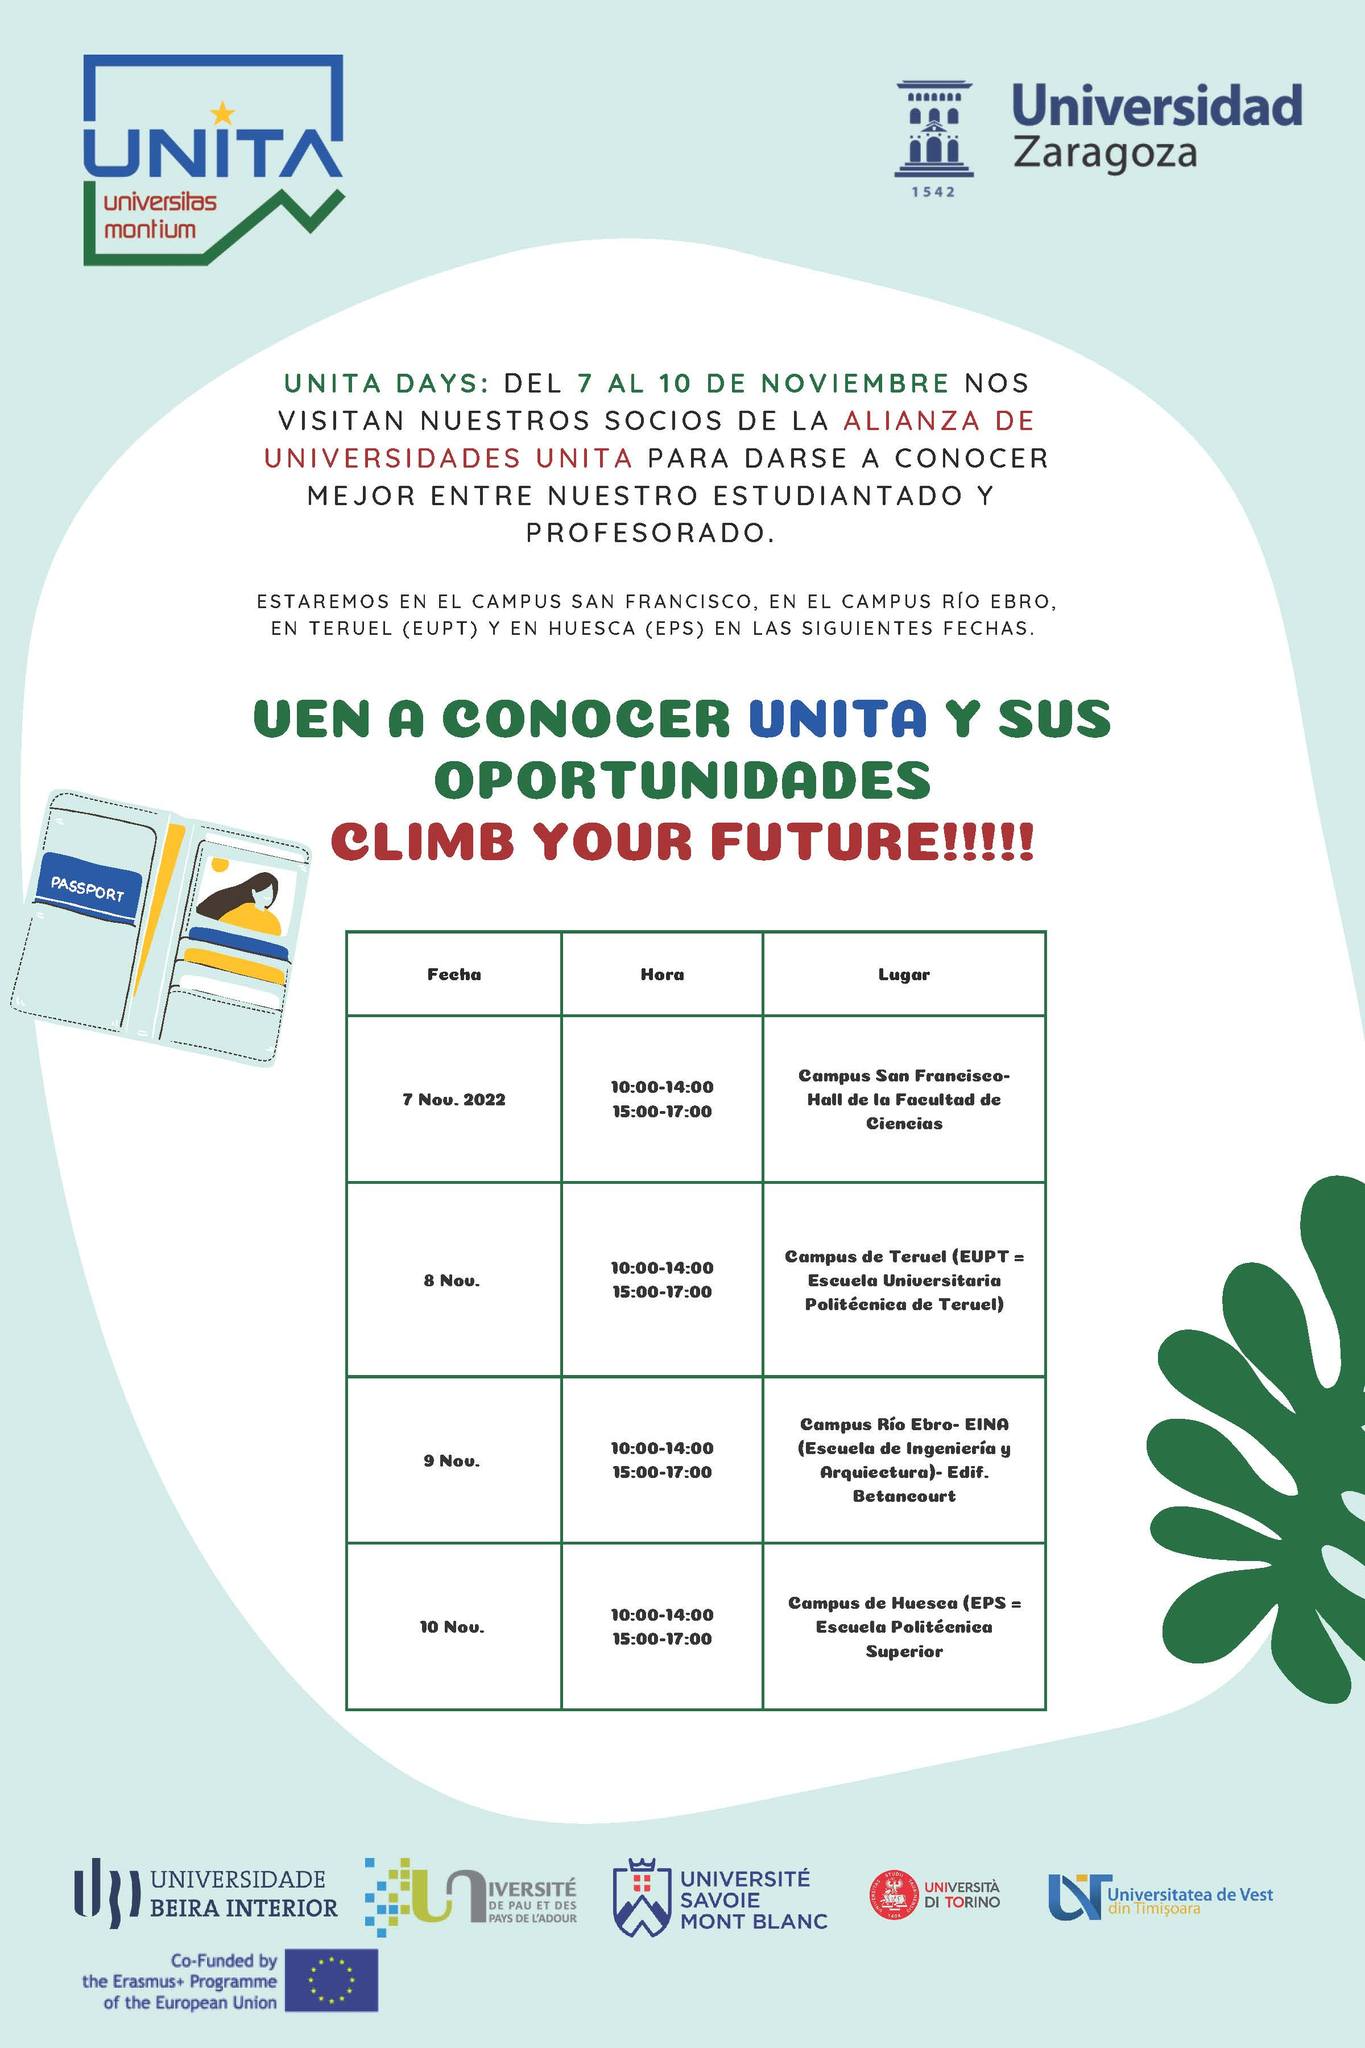 UNITA
universitas
montium
1542
Universidad
Zaragoza
UNITA DAYS: DEL 7 AL 10 DE NOVIEMBRE NOS
VISITAN NUESTROS SOCIOS DE LA ALIANZA DE
UNIVERSIDADES UNITA PARA DARSE A CONOCER
MEJOR ENTRE NUESTRO ESTUDIANTADO Y
PROFESORADO.
ESTAREMOS EN EL CAMPUS SAN FRANCISCO, EN EL CAMPUS RÍO EBRO,
EN TERUEL (EUPT) Y EN HUESCA (EPS) EN LAS SIGUIENTES FECHAS.
VEN A CONOCER UNITA Y SUS
OPORTUNIDADES
CLIMB YOUR FUTURE!!!!!
PASSPORT
Fecha
Hora
Lugar
7 Nov. 2022
10:00-14:00
15:00-17:00
Campus San Francisco-
Hall de la Facultad de
Ciencias
8 Nov.
10:00-14:00
15:00-17:00
Campus de Teruel (EUPT =
Escuela Universitaria
Politécnica de Teruel)
9 Nov.
10:00-14:00
15:00-17:00
Campus Río Ebro- EINA
(Escuela de Ingeniería y
Arquiectura)- Edif.
Betancourt
10 Nov.
10:00-14:00
15:00-17:00
Campus de Huesca (EPS =
Escuela Politécnica
Superior
UNIVERSIDADE
BEIRA INTERIOR
UNIVERSITÉ
DE PAU ET DES
PAYS DE L'ADOUR
UNIVERSITÉ
SAVOIE
MONT BLANC
UNIVERSITÀ
DI TORINO
Universitatea de Vest
din Timişoara
Co-Funded by
the Erasmus+ Programme
of the European Union